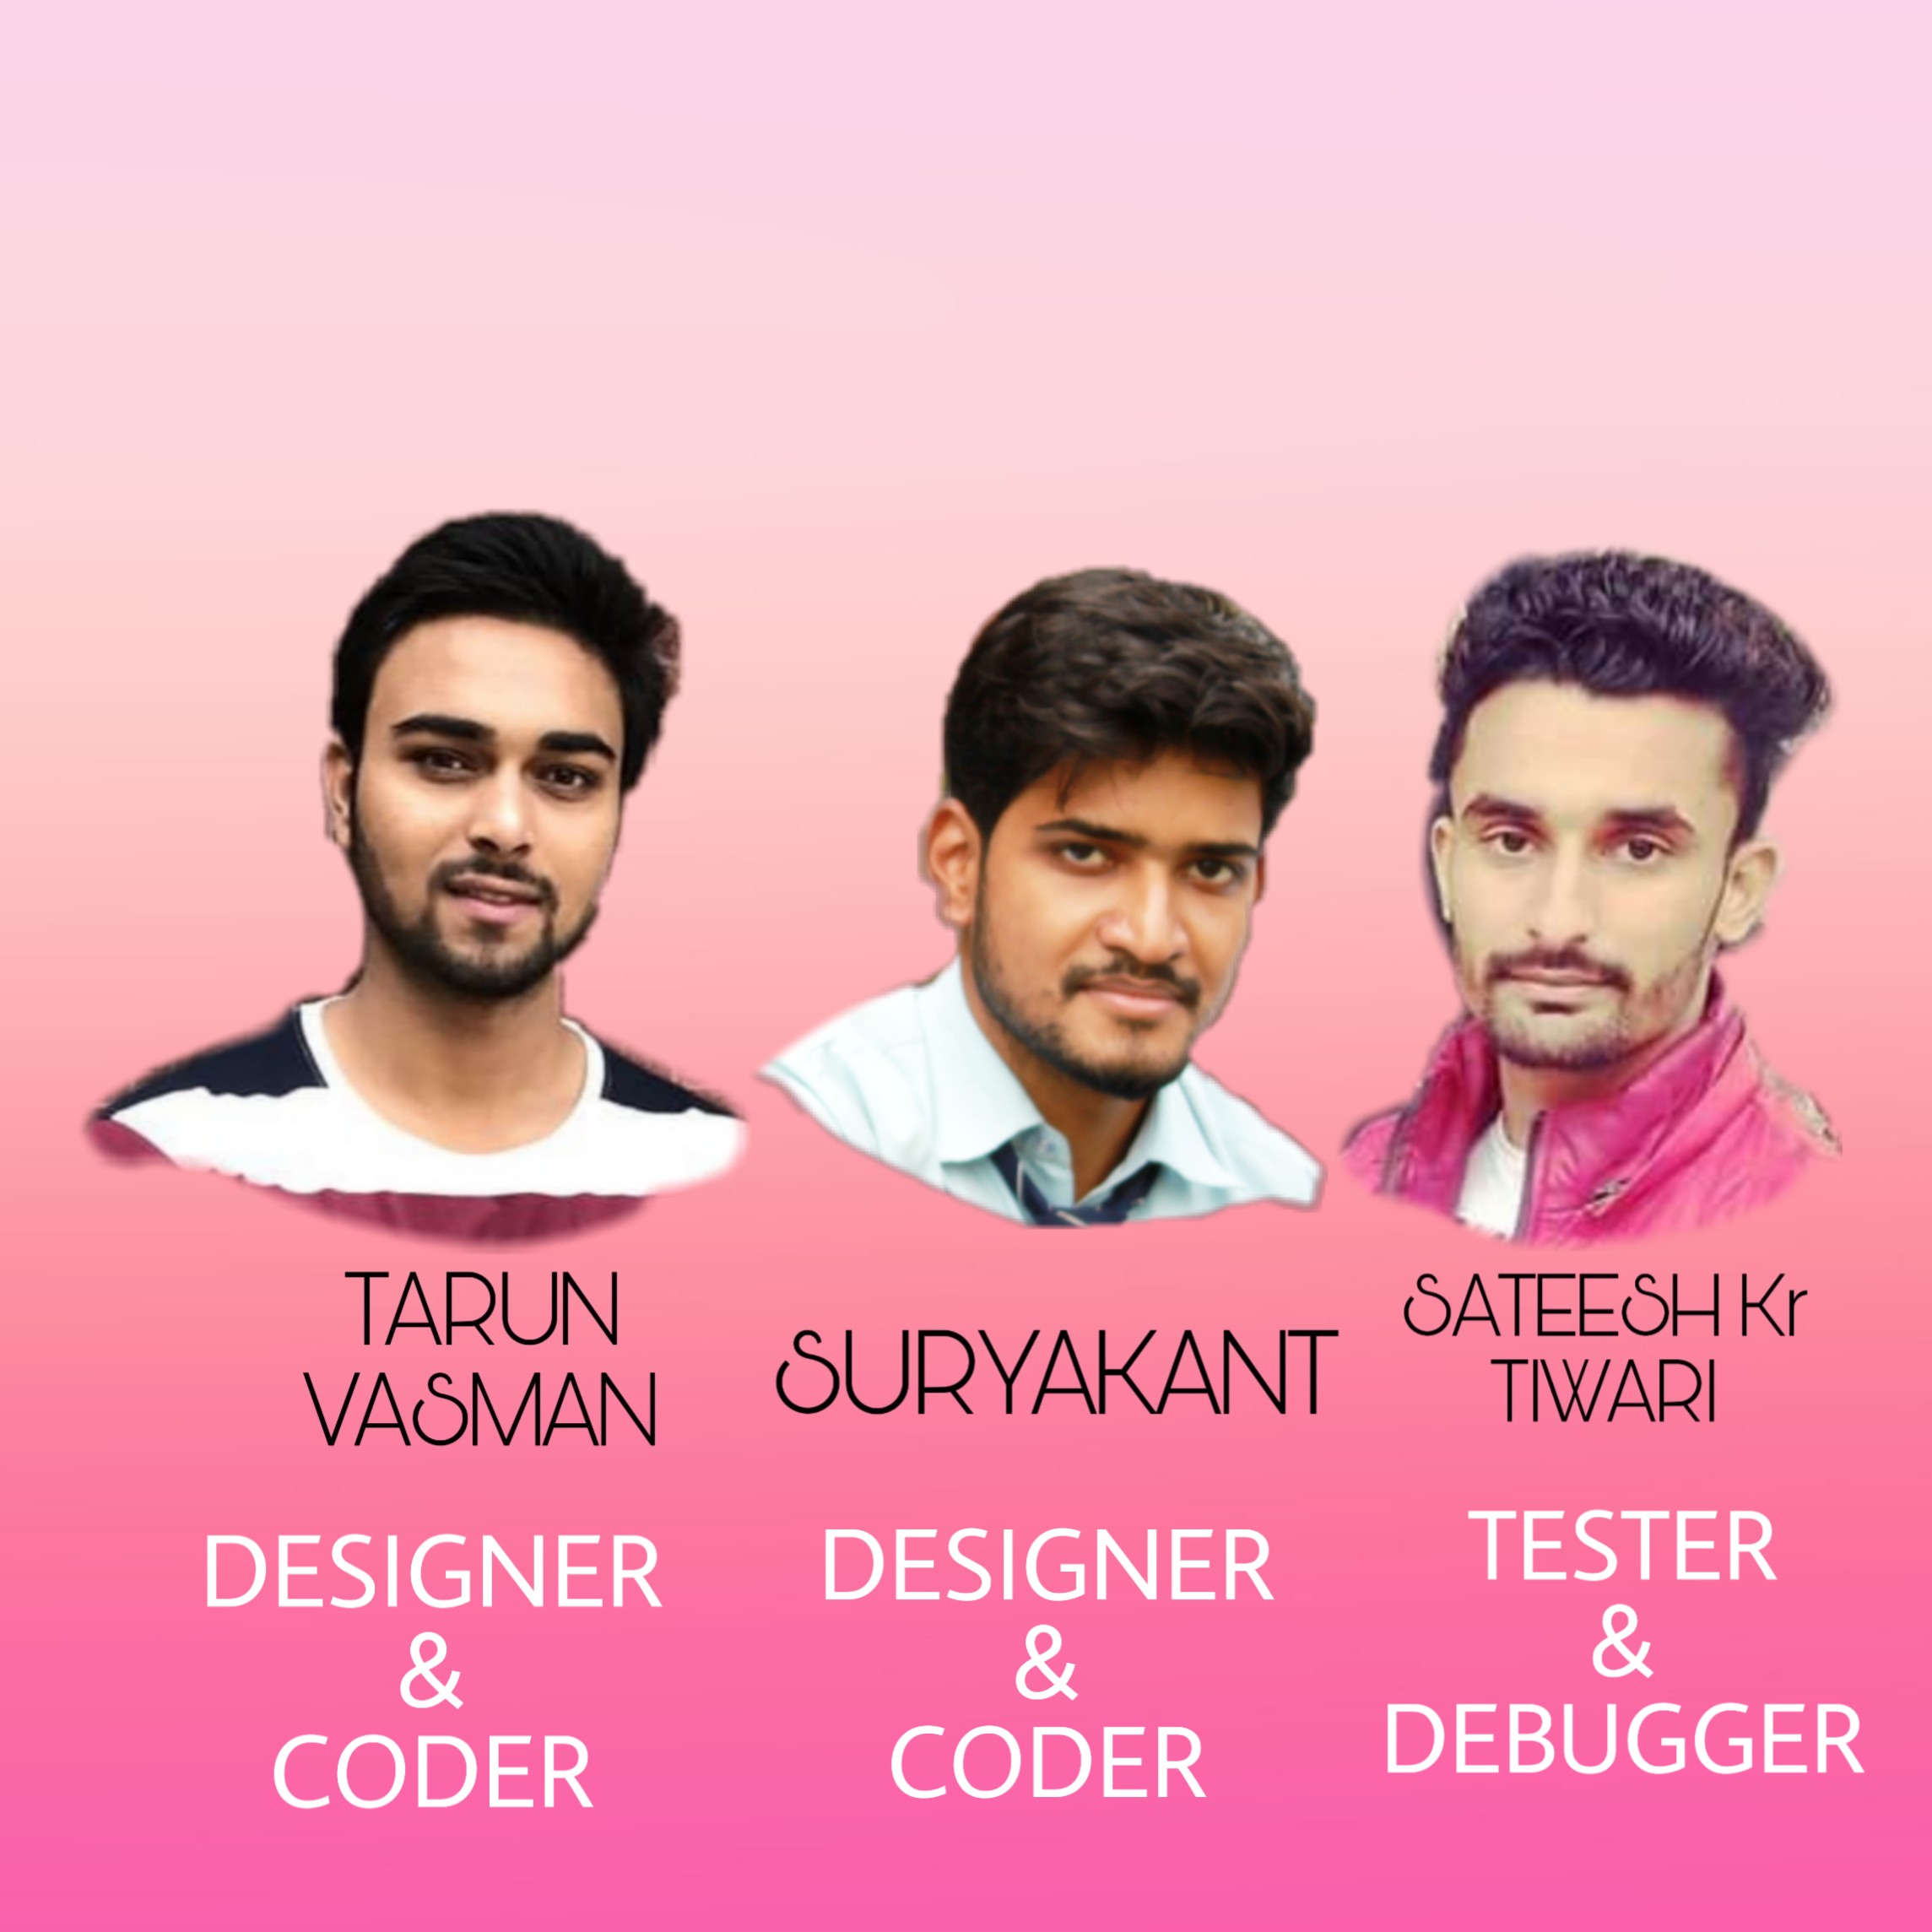 TARUN
VASMAN
SURYAKANT
SATEESH Kr
TIWARI
DESIGNER
&
CODER
DESIGNER
&
CODER
TESTER
&
DEBUGGER